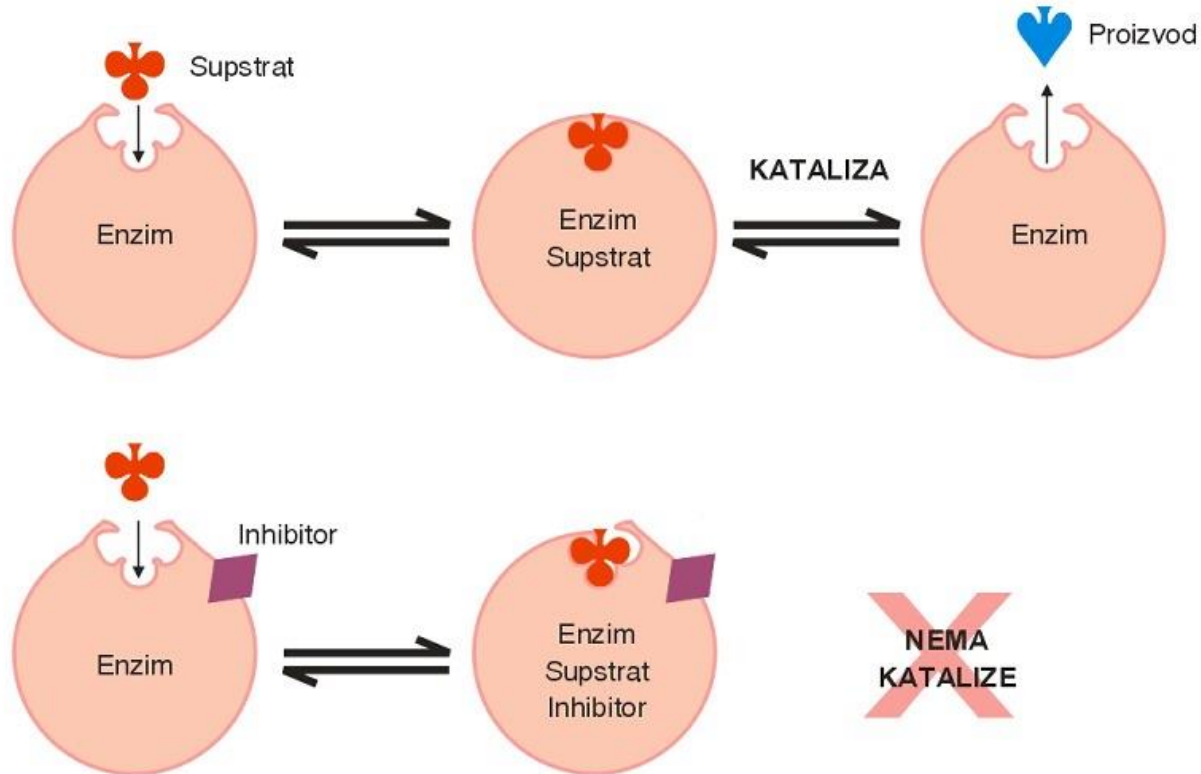 Supstrat
Proizvod
Enzim
Enzim
Supstrat
KATALIZA
Enzim
Inhibitor
Enzim
Enzim
Supstrat
Inhibitor
NEMA
KATALIZE